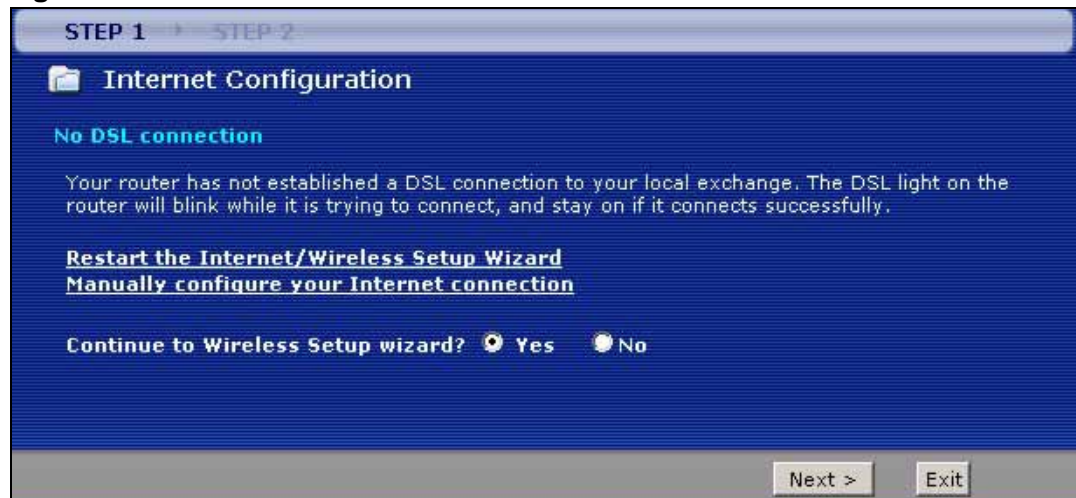 STEP 1 STEP 2
Internet Configuration
No DSL connection
Your router has not established a DSL connection to your local exchange. The DSL light on the
router will blink while it is trying to connect, and stay on if it connects successfully.
Restart the Internet/Wireless Setup Wizard
Manually configure your Internet connection
Continue to Wireless Setup wizard? Yes No
Next > Exit